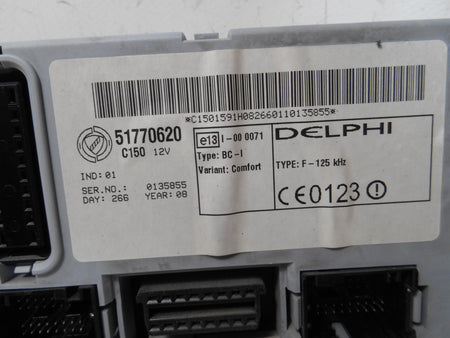 *C1501591H082660110135855*
51770620
C150 12V
IND: 01
SER.NO.: 0135855
DAY: 266 YEAR: 08
e13 I-00 0071
Type: BC-I
Variant: Comfort
DELPHI
TYPE: F - 125 kHz
CE0123